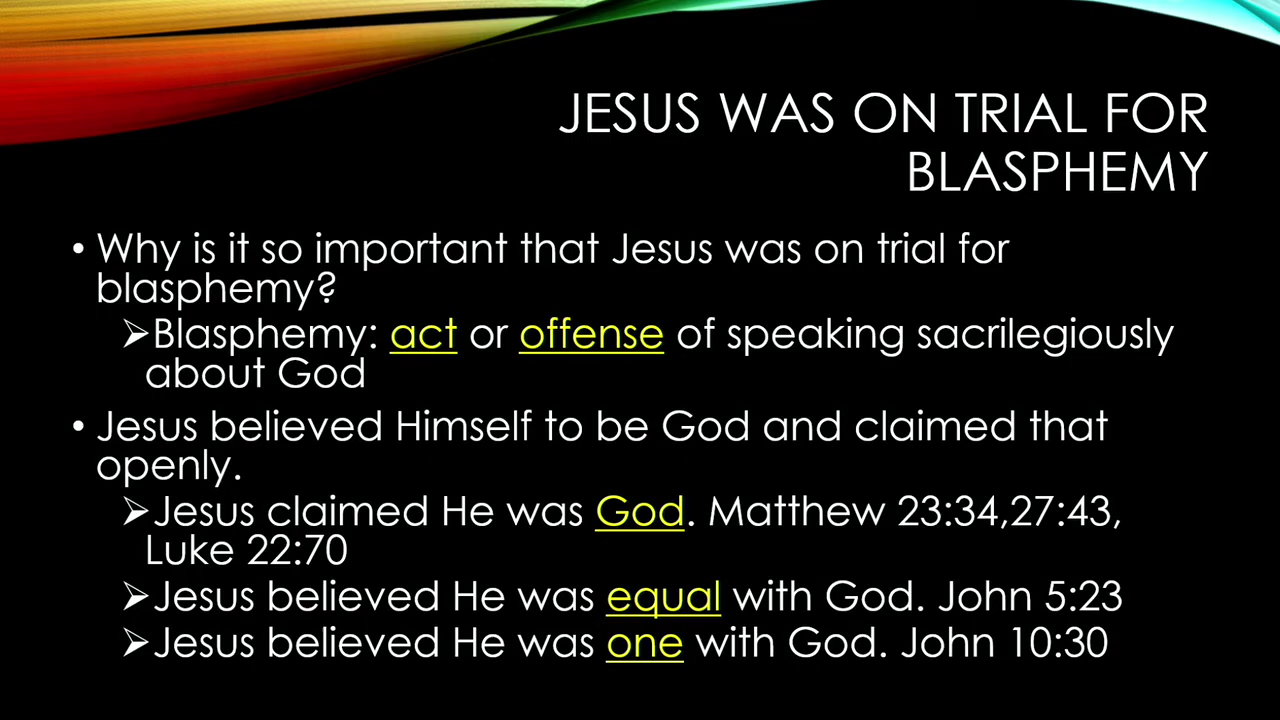 JESUS WAS ON TRIAL FOR
BLASPHEMY
• Why is it so important that Jesus was on trial for
blasphemy?
➢Blasphemy: act or offense of speaking sacrilegiously
about God
• Jesus believed Himself to be God and claimed that
openly.
➢Jesus claimed He was God. Matthew 23:34,27:43,
Luke 22:70
➢Jesus believed He was equal with God. John 5:23
➢Jesus believed He was one with God. John 10:30